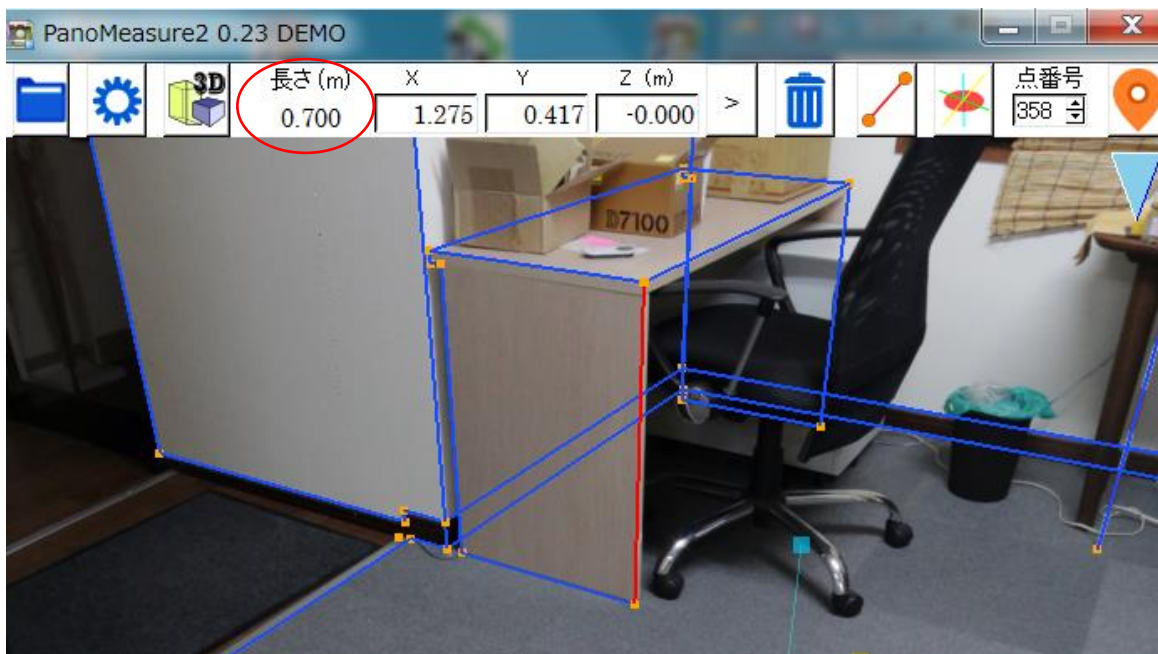 PanoMeasure2 0.23 DEMO
3D
長さ(m) X Y Z (m) 点番号
0.700 1.275 0.417 -0.000 > 358
D7100